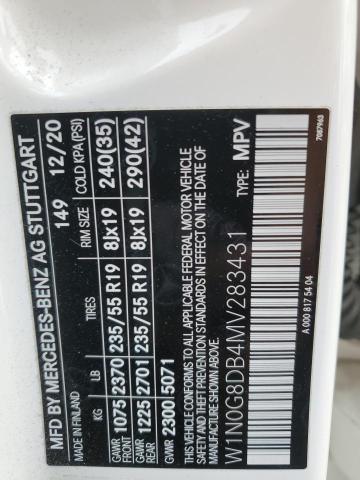 MFD BY MERCEDES-BENZ AG STUTTGART
MADE IN FINLAND 149 12/20
KG LB TIRES RIM SIZE COLD KPA (PSI)
GAWR FRONT 1075 2370 235/55 R19 8Jx19 240(35)
GAWR REAR 1225 2701 235/55 R19 8Jx19 290(42)
GVWR 2300 5071
THIS VEHICLE CONFORMS TO ALL APPLICABLE FEDERAL MOTOR VEHICLE
SAFETY AND THEFT PREVENTION STANDARDS IN EFFECT ON THE DATE OF
MANUFACTURE SHOWN ABOVE.
W1N0G8DB4MV283431 TYPE: MPV
A 000 817 54 04
7087963